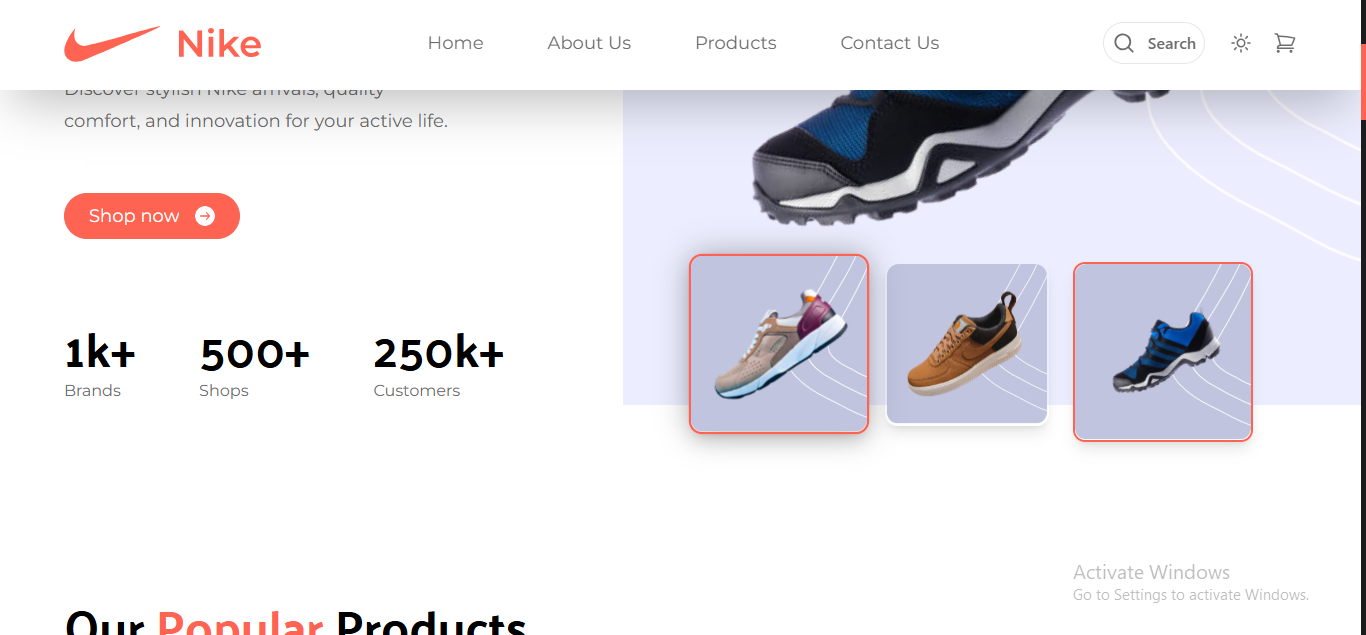 Nike
Home
About Us
Products
Contact Us
Search
Discover stylish Nike arrivals, quality
comfort, and innovation for your active life.
Shop now
1k+
Brands
500+
Shops
250k+
Customers
Activate Windows
Go to Settings to activate Windows.
Our Popular Products